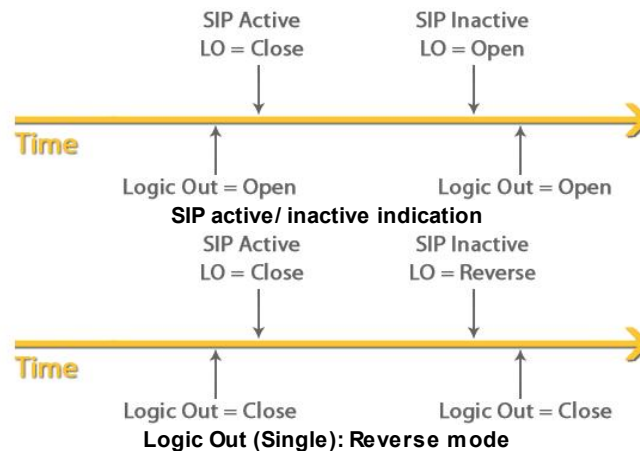 SIP Active
LO = Close
SIP Inactive
LO = Open
Time
Logic Out = Open
Logic Out = Open
SIP active/ inactive indication
SIP Active
LO = Close
SIP Inactive
LO = Reverse
Time
Logic Out = Close
Logic Out = Close
Logic Out (Single): Reverse mode